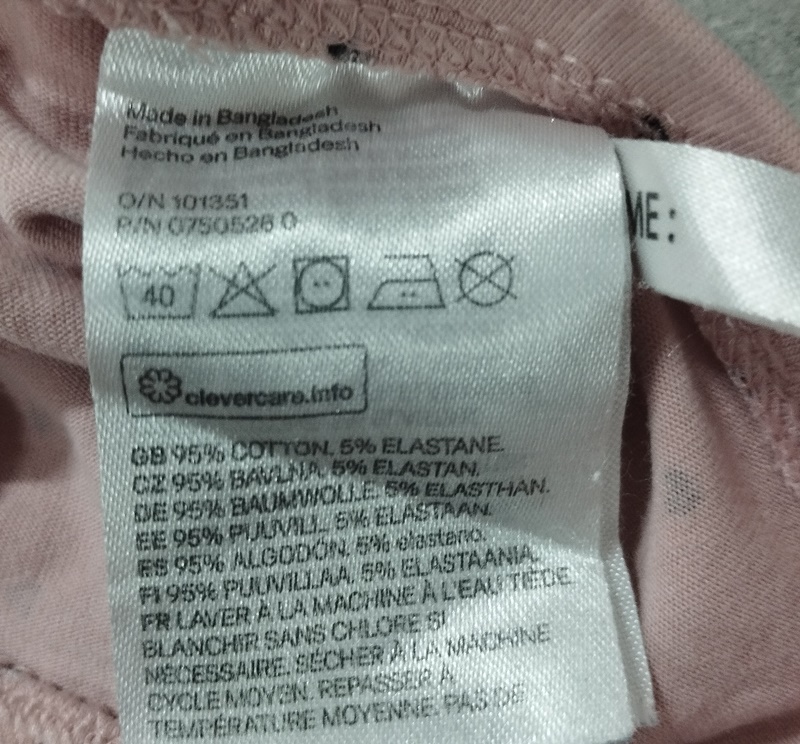 Made in Bangladesh
Fabriqué en Bangladesh
Hecho en Bangladesh
O/N 101351
P/N 0750526 0
ME :
40
clevercare.info
GB 95% COTTON. 5% ELASTANE.
CZ 95% BAVLNA. 5% ELASTAN.
DE 95% BAUMWOLLE. 5% ELASTHAN.
EE 95% PUUVILL. 5% ELASTAAN.
ES 95% ALGODÓN. 5% elastano.
FI 95% PUUVILLAA. 5% ELASTAANIA.
FR LAVER À LA MACHINE À L'EAU TIÈDE.
BLANCHIR SANS CHLORE SI
NÉCESSAIRE. SÉCHER À LA MACHINE
CYCLE MOYEN. REPASSER À
TEMPÉRATURE MOYENNE. PAS DE